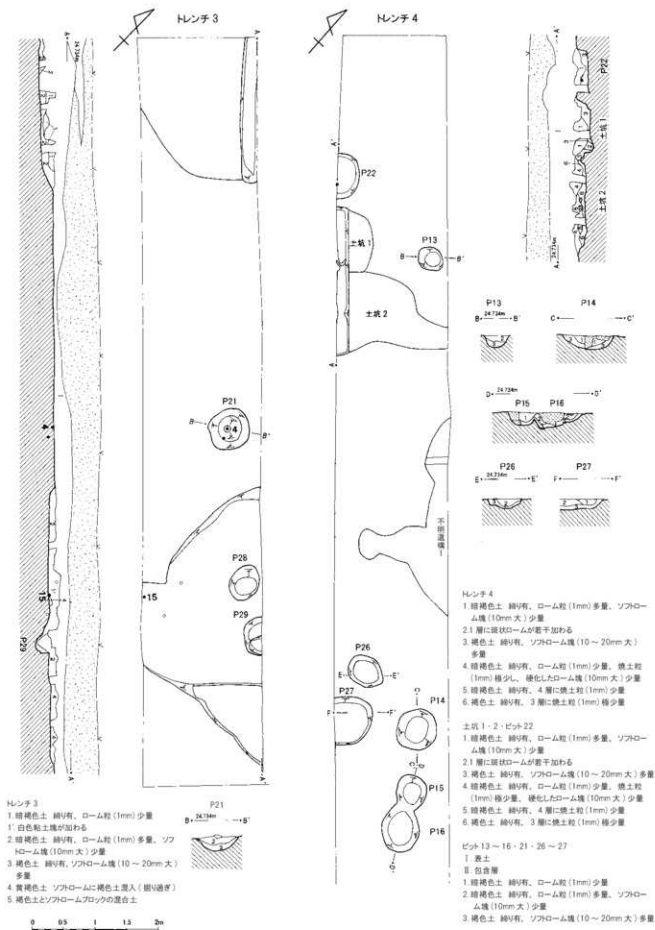 トレンチ 3
トレンチ 4
A
A'
24.734m
P29
15
4
P21
B
B'
4
P28
P29
15
A'
P22
土坑 1
P13
B
B'
土坑 2
A
不明遺構 1
P26
E
E'
P27
F
F'
C'
P14
C
D
P15
P16
D'
A'
P22
土坑 1
土坑 2
24.734m
A
P13
B 24.734m B'
P14
C C'
D 24.734m D'
P15 P16
P26
E 24.734m E'
P27
F F'
トレンチ 4
1. 暗褐色土 締り有、ローム粒 (1mm) 多量、ソフトロー
ム塊 (10mm 大) 少量
2.1 層に斑状ロームが若干加わる
3. 褐色土 締り有、ソフトローム塊 (10 ～ 20mm 大)
多量
4. 暗褐色土 締り有、ローム粒 (1mm) 少量、焼土粒
(1mm) 極少し、硬化したローム塊 (10mm 大) 少量
5. 暗褐色土 締り有、4 層に焼土粒 (1mm) 少量
6. 褐色土 締り有、3 層に焼土粒 (1mm) 極少量
土坑 1・2・ピット 22
1. 暗褐色土 締り有、ローム粒 (1mm) 多量、ソフトロー
ム塊 (10mm 大) 少量
2.1 層に斑状ロームが若干加わる
3. 褐色土 締り有、ソフトローム塊 (10 ～ 20mm 大) 多量
4. 暗褐色土 締り有、ローム粒 (1mm) 少量、焼土粒
(1mm) 極少量、硬化したローム塊 (10mm 大) 少量
5. 暗褐色土 締り有、4 層に焼土粒 (1mm) 少量
6. 褐色土 締り有、3 層に焼土粒 (1mm) 極少量
ピット 13 ～ 16・21・26 ～ 27
Ⅰ 表土
Ⅱ 包含層
1. 暗褐色土 締り有、ローム粒 (1mm) 少量
2. 暗褐色土 締り有、ローム粒 (1mm) 多量、ソフトロー
ム塊 (10mm 大) 少量
3. 褐色土 締り有、ソフトローム塊 (10 ～ 20mm 大) 多量
トレンチ 3
1. 暗褐色土 締り有、ローム粒 (1mm) 少量
1' 白色粘土塊が加わる
2. 暗褐色土 締り有、ローム粒 (1mm) 多量、ソフ
トローム塊 (10mm 大) 少量
3. 褐色土 締り有、ソフトローム塊 (10 ～ 20mm 大)
多量
4. 黄褐色土 ソフトロームに褐色土混入 (掘り過ぎ)
5. 褐色土とソフトロームブロックの混合土
P21
B 24.734m B'
0 0.5 1 1.5 2m